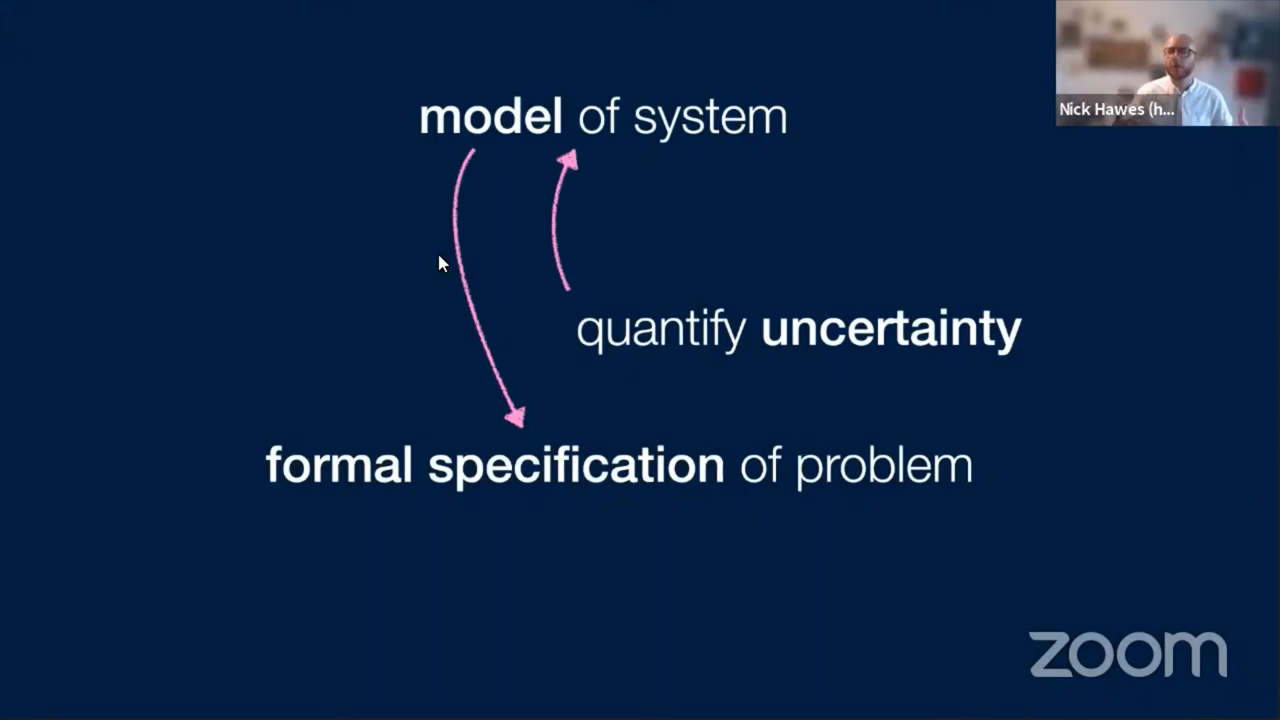 Nick Hawes (h...
model of system
quantify uncertainty
formal specification of problem
zoom